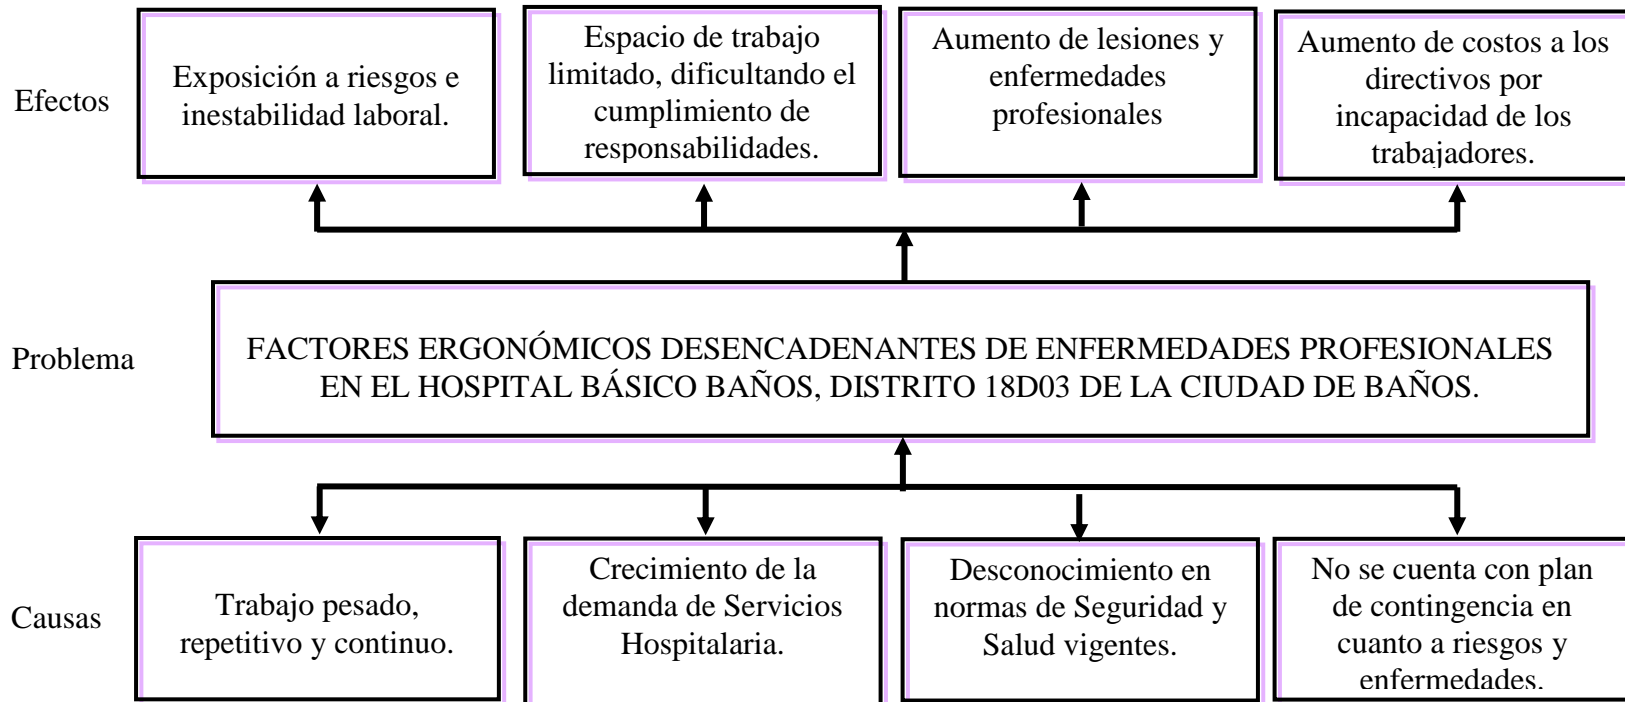 Efectos
Exposición a riesgos e
inestabilidad laboral.
Espacio de trabajo
limitado, dificultando el
cumplimiento de
responsabilidades.
Aumento de lesiones y
enfermedades
profesionales
Aumento de costos a los
directivos por
incapacidad de los
trabajadores.
Problema
FACTORES ERGONÓMICOS DESENCADENANTES DE ENFERMEDADES PROFESIONALES
EN EL HOSPITAL BÁSICO BAÑOS, DISTRITO 18D03 DE LA CIUDAD DE BAÑOS.
Causas
Trabajo pesado,
repetitivo y continuo.
Crecimiento de la
demanda de Servicios
Hospitalaria.
Desconocimiento en
normas de Seguridad y
Salud vigentes.
No se cuenta con plan
de contingencia en
cuanto a riesgos y
enfermedades.